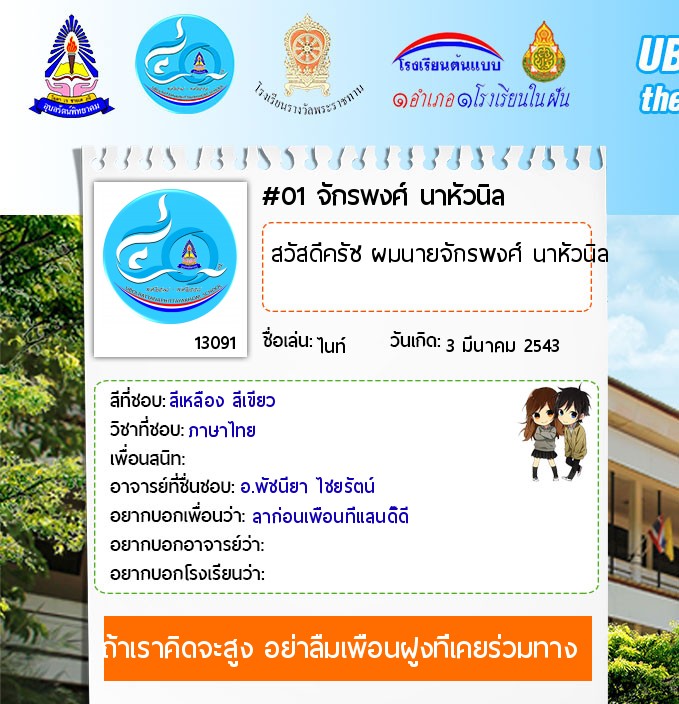 โรงเรียนต้นแบบ
UB
อุบลรัตน์พิทยาคม
โรงเรียนรางวัลพระราชทาน
๑อำเภอ๑โรงเรียนในฝัน
the
#01 จักรพงศ์ นาหัวนิล
สวัสดีครัช ผมนายจักรพงศ์ นาหัวนิล
13091
ชื่อเล่น: ไนท์ วันเกิด: 3 มีนาคม 2543
สีที่ชอบ: สีเหลือง สีเขียว
วิชาที่ชอบ: ภาษาไทย
เพื่อนสนิท:
อาจารย์ที่ชื่นชอบ: อ.พัชนียา ไชยรัตน์
อยากบอกเพื่อนว่า: ลาก่อนเพือนทีแสนดิ๊ดี
อยากบอกอาจารย์ว่า:
อยากบอกโรงเรียนว่า:
ถ้าเราคิดจะสูง อย่าลืมเพือนฝูงทีเคยร่วมทาง